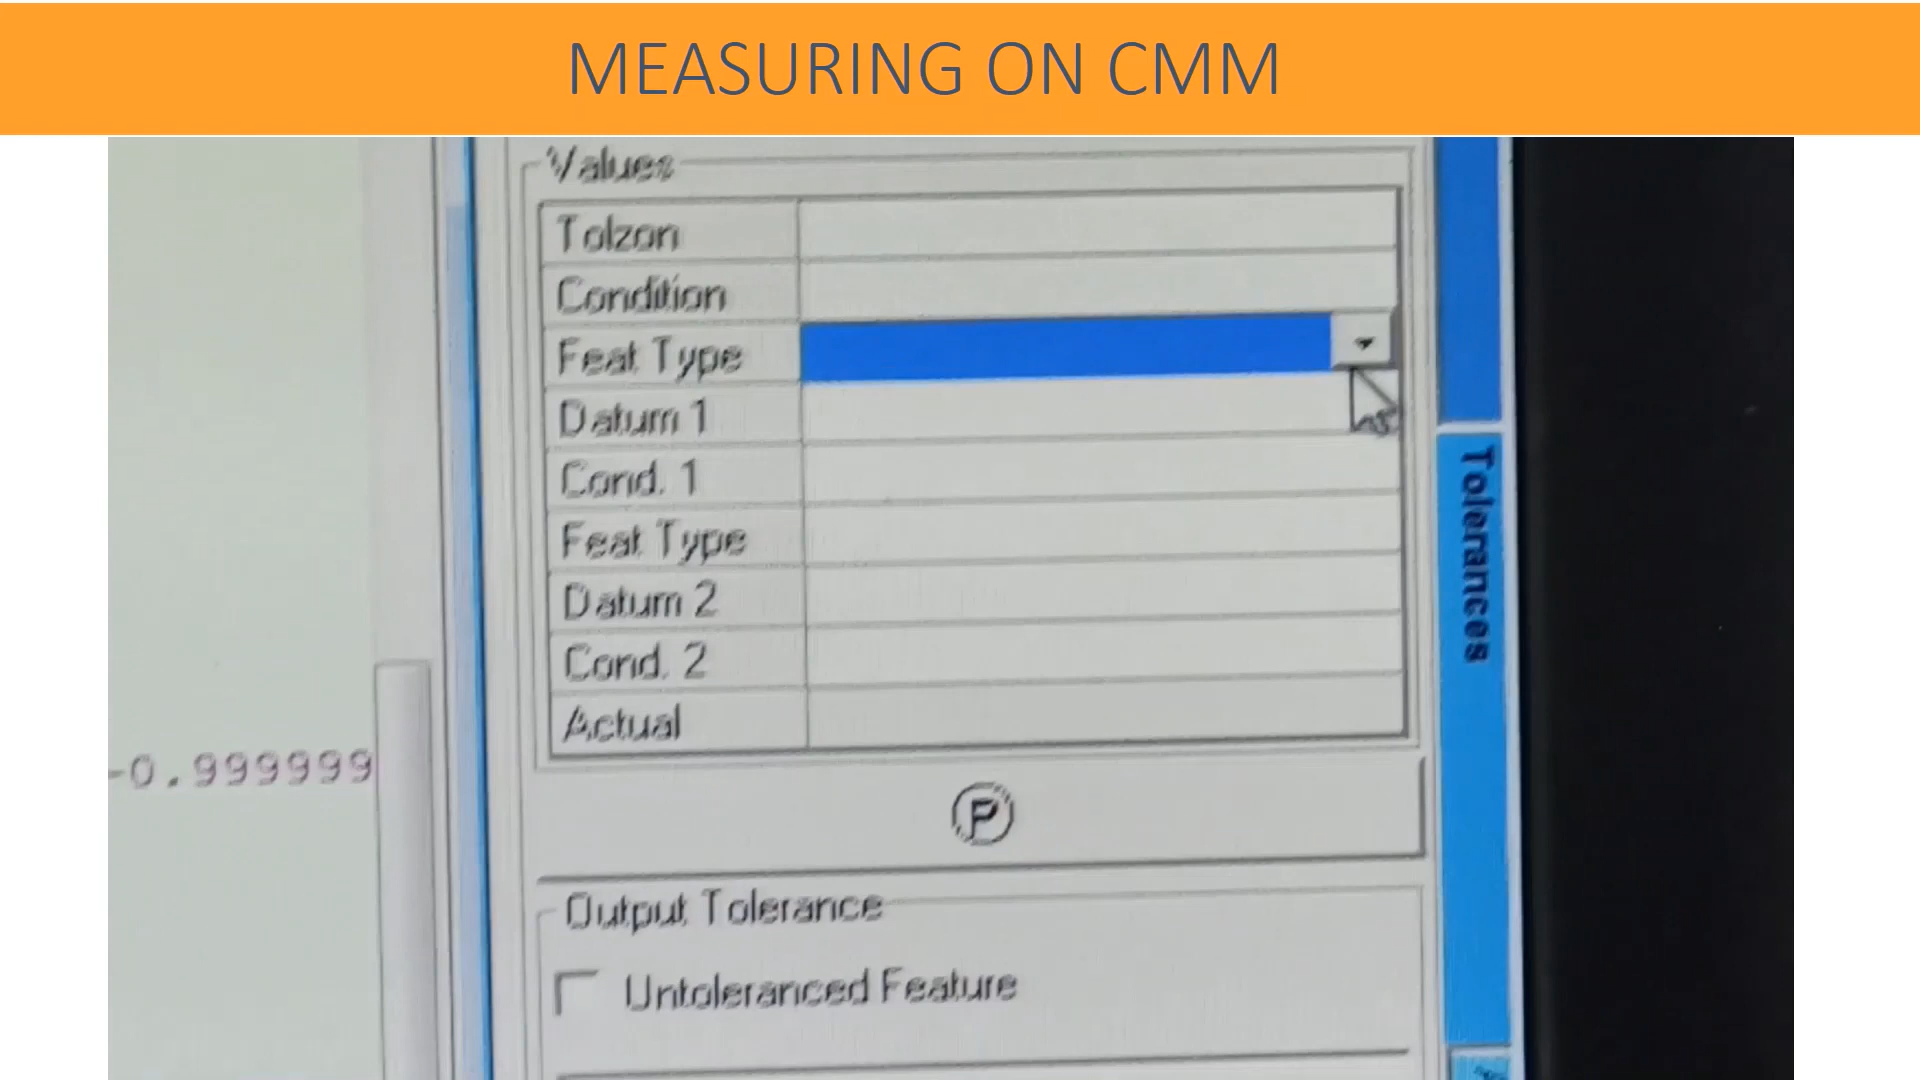 MEASURING ON CMM
Values
Tolzon
Condition
Feat Type
Datum 1
Cond. 1
Feat Type
Datum 2
Cond. 2
Actual
-0.999999
P
Output Tolerance
Untoleranced Feature
Tolerances